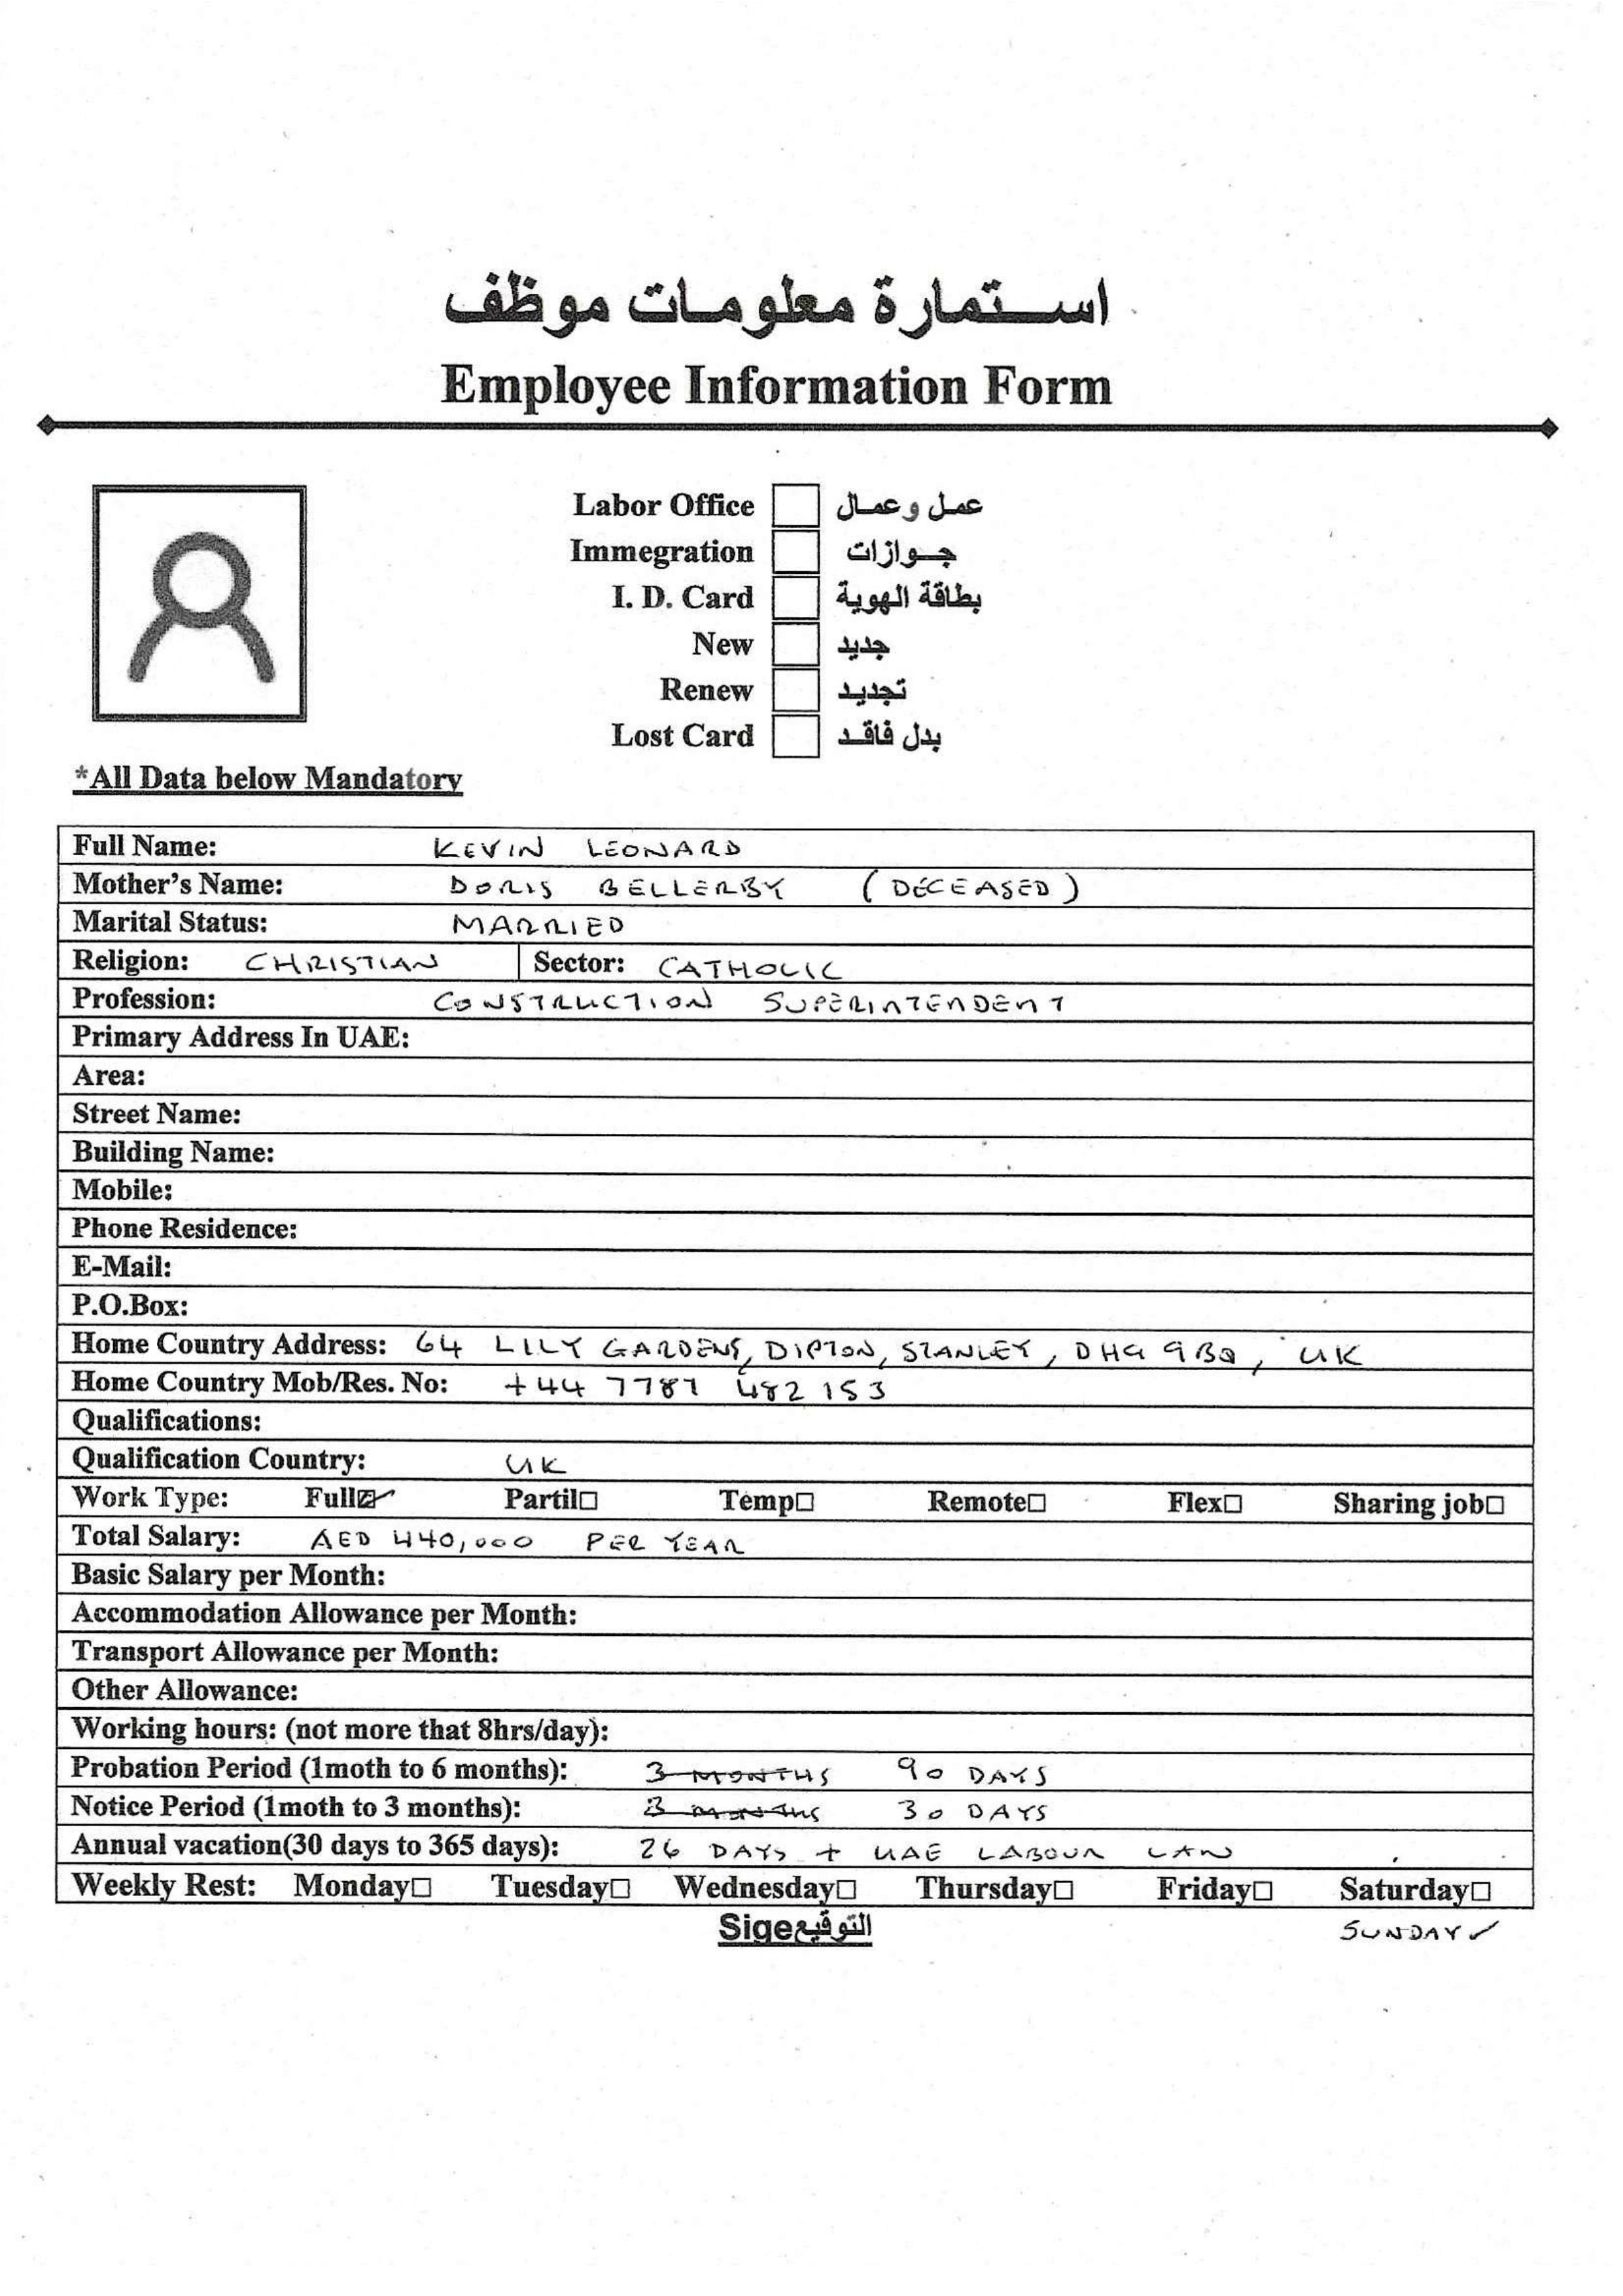 استمارة معلومات موظف
Employee Information Form
Labor Office عمل وعمال
Immegration جوازات
I. D. Card بطاقة الهوية
New جديد
Renew تجديد
Lost Card بدل فاقد
*All Data below Mandatory
Full Name: KEVIN LEONARD
Mother's Name: DORIS BELLERBY (DECEASED)
Marital Status: MARRIED
Religion: CHRISTIAN Sector: CATHOLIC
Profession: CONSTRUCTION SUPERINTENDENT
Primary Address In UAE:
Area:
Street Name:
Building Name:
Mobile:
Phone Residence:
E-Mail:
P.O.Box:
Home Country Address: 64 LILY GARDENS, DIPTON, STANLEY, DH9 9BQ, UK
Home Country Mob/Res. No: +44 7787 482 153
Qualifications:
Qualification Country: UK
Work Type: Full☑ Partil☐ Temp☐ Remote☐ Flex☐ Sharing job☐
Total Salary: AED 440,000 PER YEAR
Basic Salary per Month:
Accommodation Allowance per Month:
Transport Allowance per Month:
Other Allowance:
Working hours: (not more that 8hrs/day):
Probation Period (1moth to 6 months): 3 MONTHS 90 DAYS
Notice Period (1moth to 3 months): 3 MONTHS 30 DAYS
Annual vacation(30 days to 365 days): 26 DAYS + UAE LABOUR LAW
Weekly Rest: Monday☐ Tuesday☐ Wednesday☐ Thursday☐ Friday☐ Saturday☐
Sigeالتوقيع SUNDAY ✓